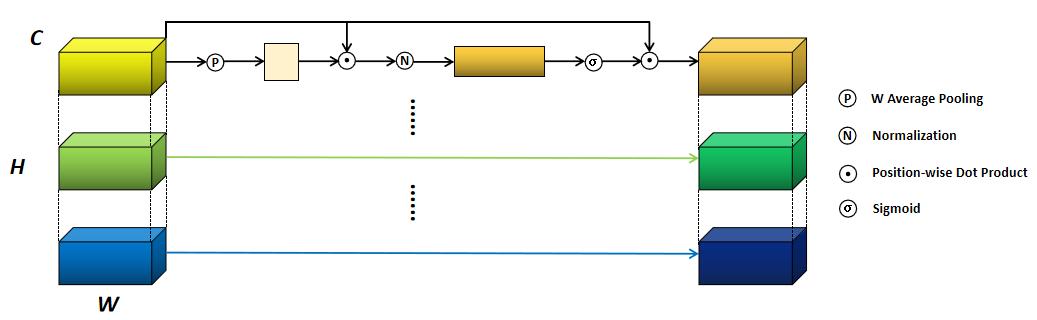 C
P
N
σ
P W Average Pooling
H
N Normalization
Position-wise Dot Product
σ Sigmoid
W